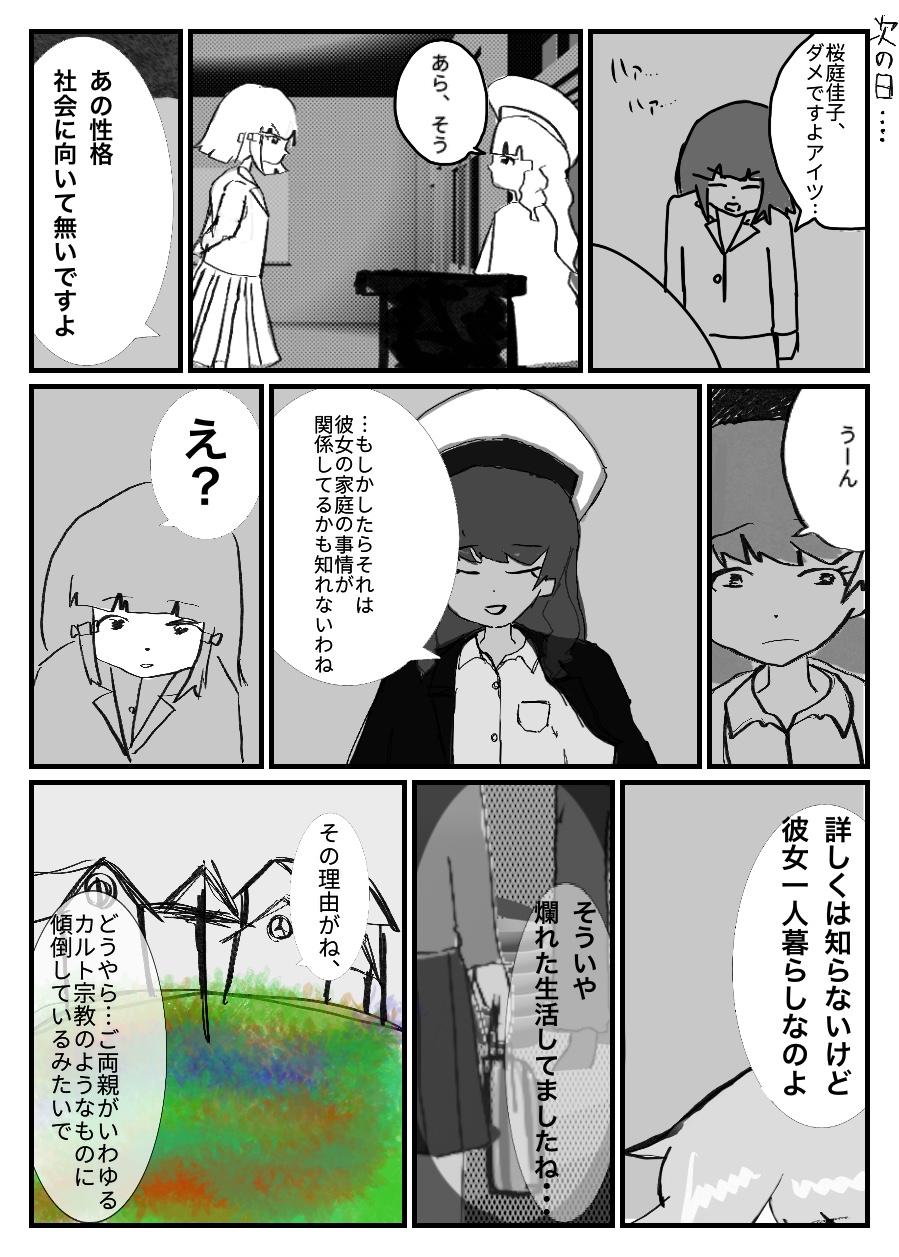 次の日….
桜庭佳子、
ダメですよアイツ…
ハァ…
ハァ…
あら、そう
あの性格
社会に向いて無いですよ
うーん
…もしかしたらそれは
彼女の家庭の事情が
関係してるかも知れないわね
え？
詳しくは知らないけど
彼女一人暮らしなのよ
そういや
爛れた生活してましたね・・・
その理由がね、
どうやら…ご両親がいわゆる
カルト宗教のようなものに
傾倒しているみたいで